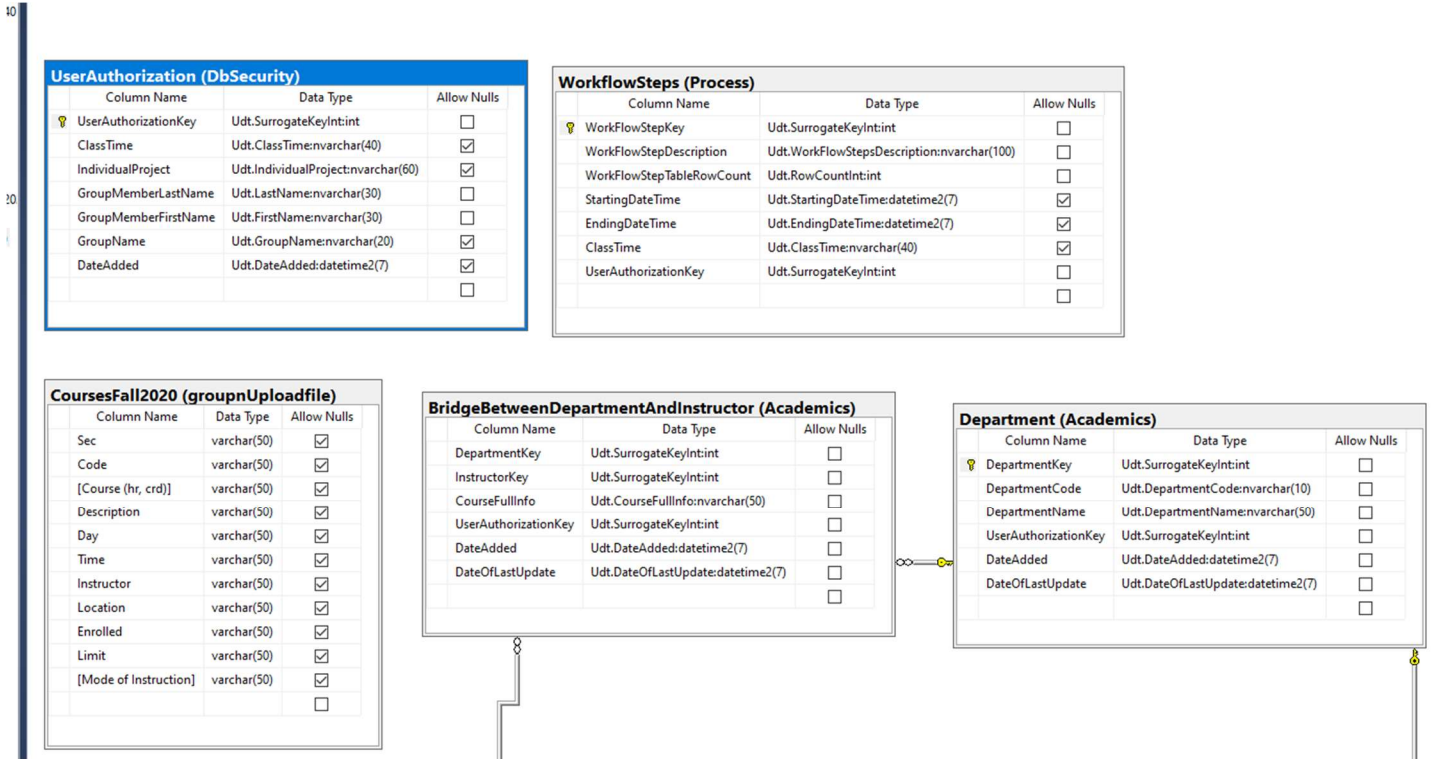 UserAuthorization (DbSecurity)
Column Name Data Type Allow Nulls
UserAuthorizationKey Udt.SurrogateKeyInt:int
ClassTime Udt.ClassTime:nvarchar(40)
IndividualProject Udt.IndividualProject:nvarchar(60)
GroupMemberLastName Udt.LastName:nvarchar(30)
GroupMemberFirstName Udt.FirstName:nvarchar(30)
GroupName Udt.GroupName:nvarchar(20)
DateAdded Udt.DateAdded:datetime2(7)
WorkflowSteps (Process)
Column Name Data Type Allow Nulls
WorkFlowStepKey Udt.SurrogateKeyInt:int
WorkFlowStepDescription Udt.WorkFlowStepsDescription:nvarchar(100)
WorkFlowStepTableRowCount Udt.RowCountInt:int
StartingDateTime Udt.StartingDateTime:datetime2(7)
EndingDateTime Udt.EndingDateTime:datetime2(7)
ClassTime Udt.ClassTime:nvarchar(40)
UserAuthorizationKey Udt.SurrogateKeyInt:int
CoursesFall2020 (groupnUploadfile)
Column Name Data Type Allow Nulls
Sec varchar(50)
Code varchar(50)
[Course (hr, crd)] varchar(50)
Description varchar(50)
Day varchar(50)
Time varchar(50)
Instructor varchar(50)
Location varchar(50)
Enrolled varchar(50)
Limit varchar(50)
[Mode of Instruction] varchar(50)
BridgeBetweenDepartmentAndInstructor (Academics)
Column Name Data Type Allow Nulls
DepartmentKey Udt.SurrogateKeyInt:int
InstructorKey Udt.SurrogateKeyInt:int
CourseFullInfo Udt.CourseFullInfo:nvarchar(50)
UserAuthorizationKey Udt.SurrogateKeyInt:int
DateAdded Udt.DateAdded:datetime2(7)
DateOfLastUpdate Udt.DateOfLastUpdate:datetime2(7)
Department (Academics)
Column Name Data Type Allow Nulls
DepartmentKey Udt.SurrogateKeyInt:int
DepartmentCode Udt.DepartmentCode:nvarchar(10)
DepartmentName Udt.DepartmentName:nvarchar(50)
UserAuthorizationKey Udt.SurrogateKeyInt:int
DateAdded Udt.DateAdded:datetime2(7)
DateOfLastUpdate Udt.DateOfLastUpdate:datetime2(7)